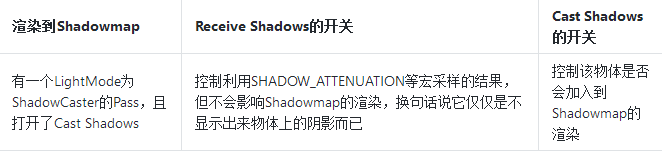 渲染到Shadowmap
Receive Shadows的开关
Cast Shadows
的开关
有一个LightMode为
ShadowCaster的Pass，且
打开了Cast Shadows
控制利用SHADOW_ATTENUATION等宏采样的结果，
但不会影响Shadowmap的渲染，换句话说它仅仅是不
显示出来物体上的阴影而已
控制该物体是否
会加入到
Shadowmap的
渲染